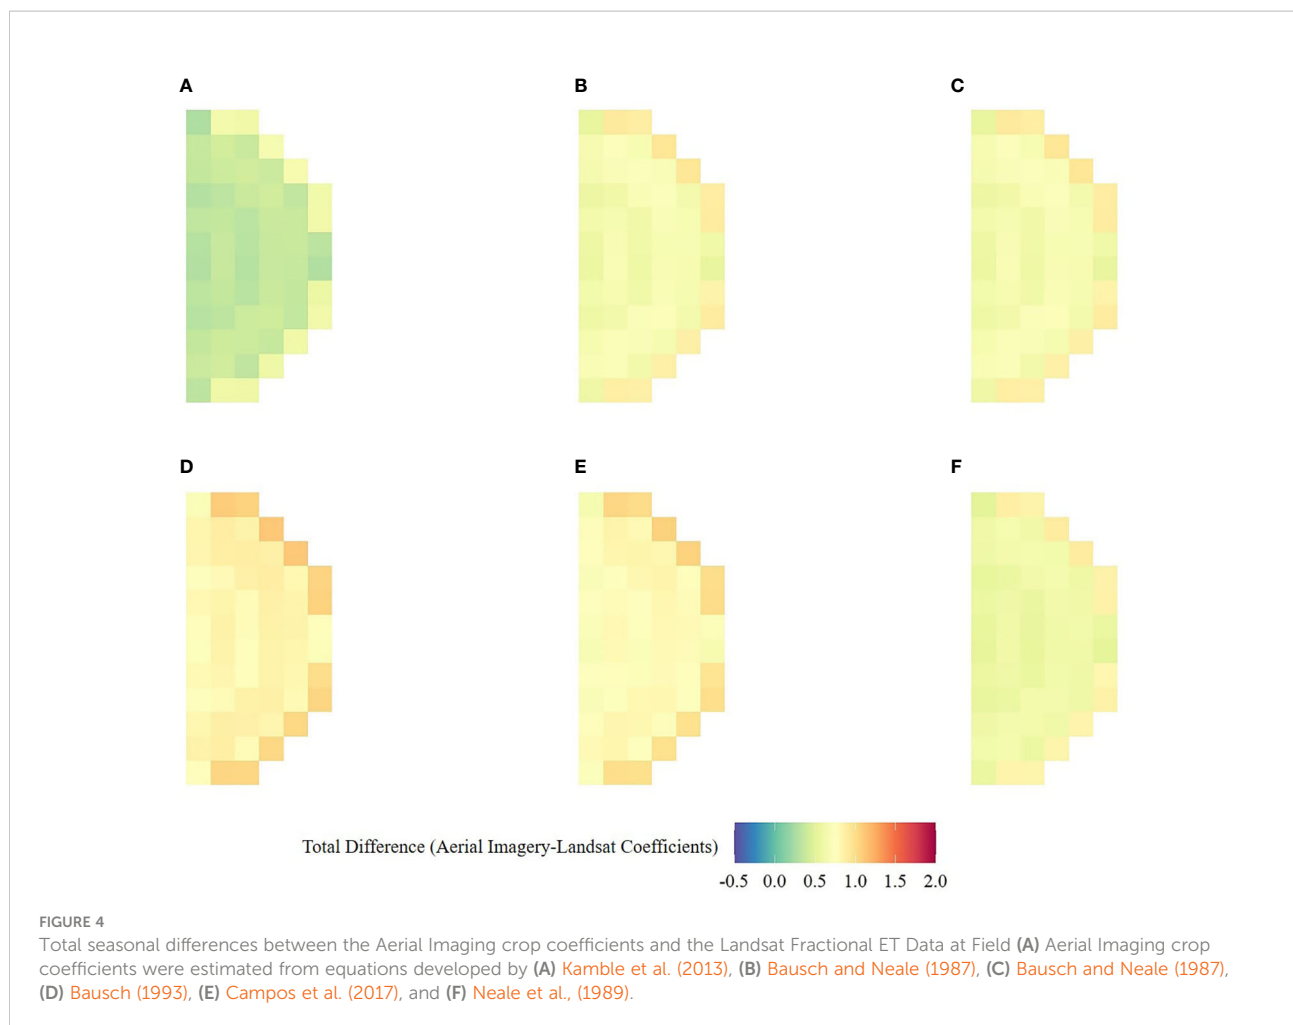 A
B
C
D
E
F
Total Difference (Aerial Imagery-Landsat Coefficients)
-0.5 0.0 0.5 1.0 1.5 2.0
FIGURE 4
Total seasonal differences between the Aerial Imaging crop coefficients and the Landsat Fractional ET Data at Field (A) Aerial Imaging crop
coefficients were estimated from equations developed by (A) Kamble et al. (2013), (B) Bausch and Neale (1987), (C) Bausch and Neale (1987),
(D) Bausch (1993), (E) Campos et al. (2017), and (F) Neale et al., (1989).